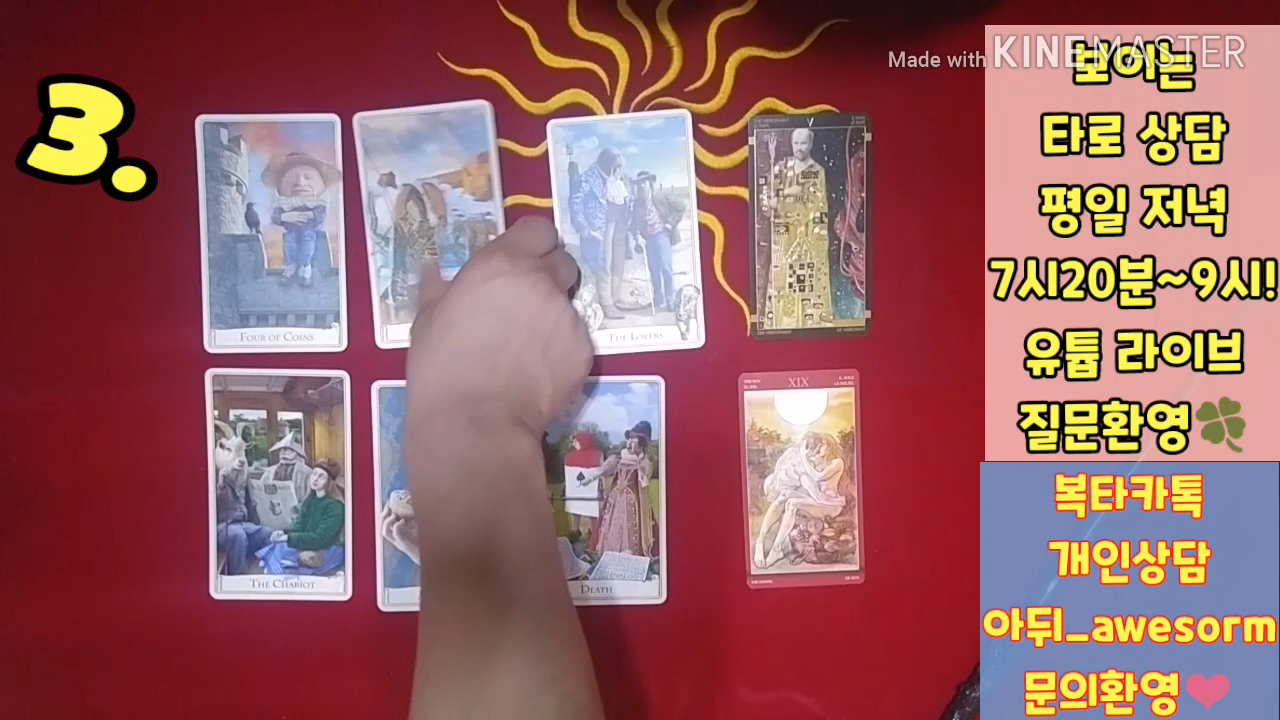 Made with KINEMASTER
3.
보이는
타로 상담
평일 저녁
7시20분~9시!
유튭 라이브
질문환영🍀
복타카톡
개인상담
아뒤_awesorm
문의환영❤
FOUR OF COINS
THE LOVERS
THE CHARIOT
DEATH
XIX